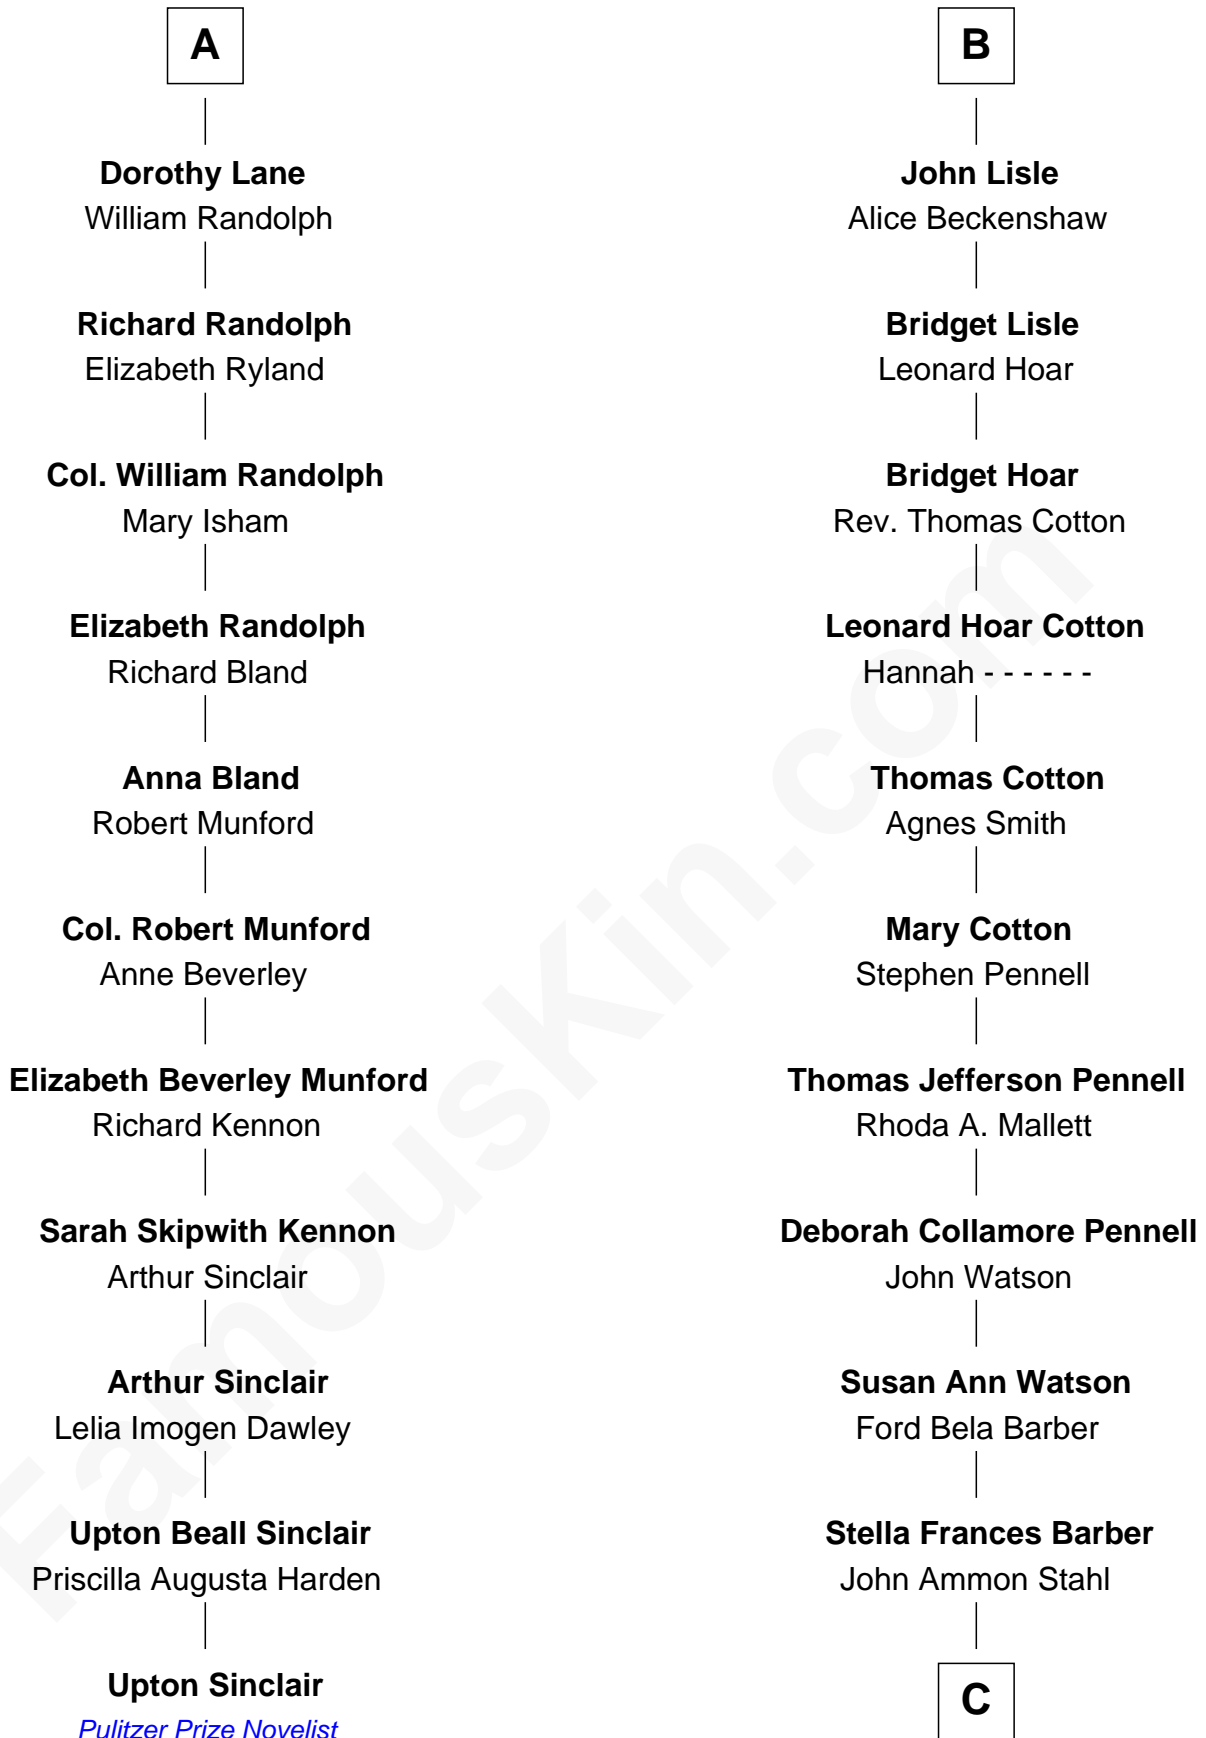 A
Dorothy Lane
William Randolph
Richard Randolph
Elizabeth Ryland
Col. William Randolph
Mary Isham
Elizabeth Randolph
Richard Bland
Anna Bland
Robert Munford
Col. Robert Munford
Anne Beverley
Elizabeth Beverley Munford
Richard Kennon
Sarah Skipwith Kennon
Arthur Sinclair
Arthur Sinclair
Lelia Imogen Dawley
Upton Beall Sinclair
Priscilla Augusta Harden
Upton Sinclair
Pulitzer Prize Novelist
B
John Lisle
Alice Beckenshaw
Bridget Lisle
Leonard Hoar
Bridget Hoar
Rev. Thomas Cotton
Leonard Hoar Cotton
Hannah - - - - - -
Thomas Cotton
Agnes Smith
Mary Cotton
Stephen Pennell
Thomas Jefferson Pennell
Rhoda A. Mallett
Deborah Collamore Pennell
John Watson
Susan Ann Watson
Ford Bela Barber
Stella Frances Barber
John Ammon Stahl
C
FamousKin.com